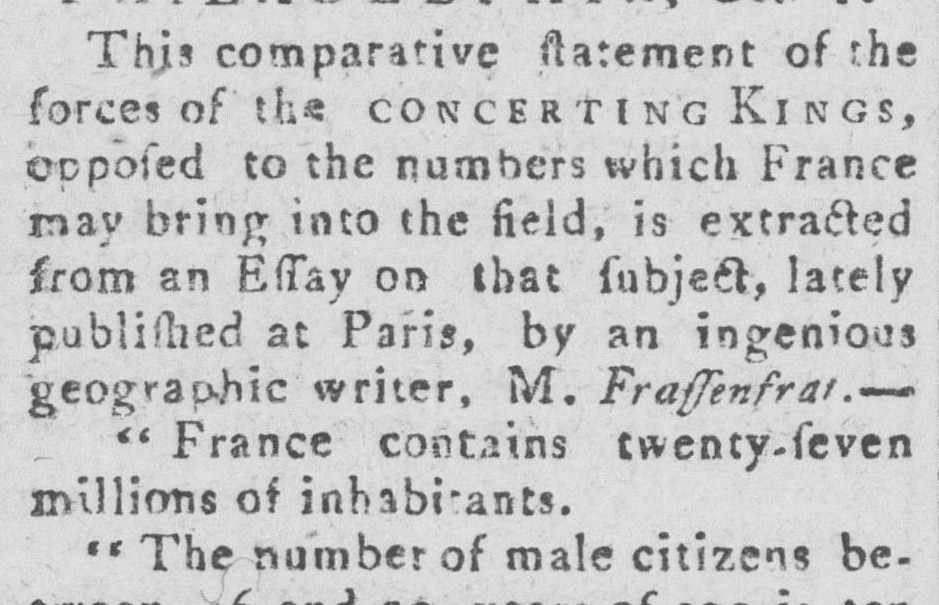 This comparative ſtatement of the
forces of the CONCERTING KINGS,
oppoſed to the numbers which France
may bring into the field, is extracted
from an Eſſay on that ſubject, lately
publiſhed at Paris, by an ingenious
geographic writer, M. Fraſſenfrat.—
“ France contains twenty-ſeven
millions of inhabitants.
“ The number of male citizens be-